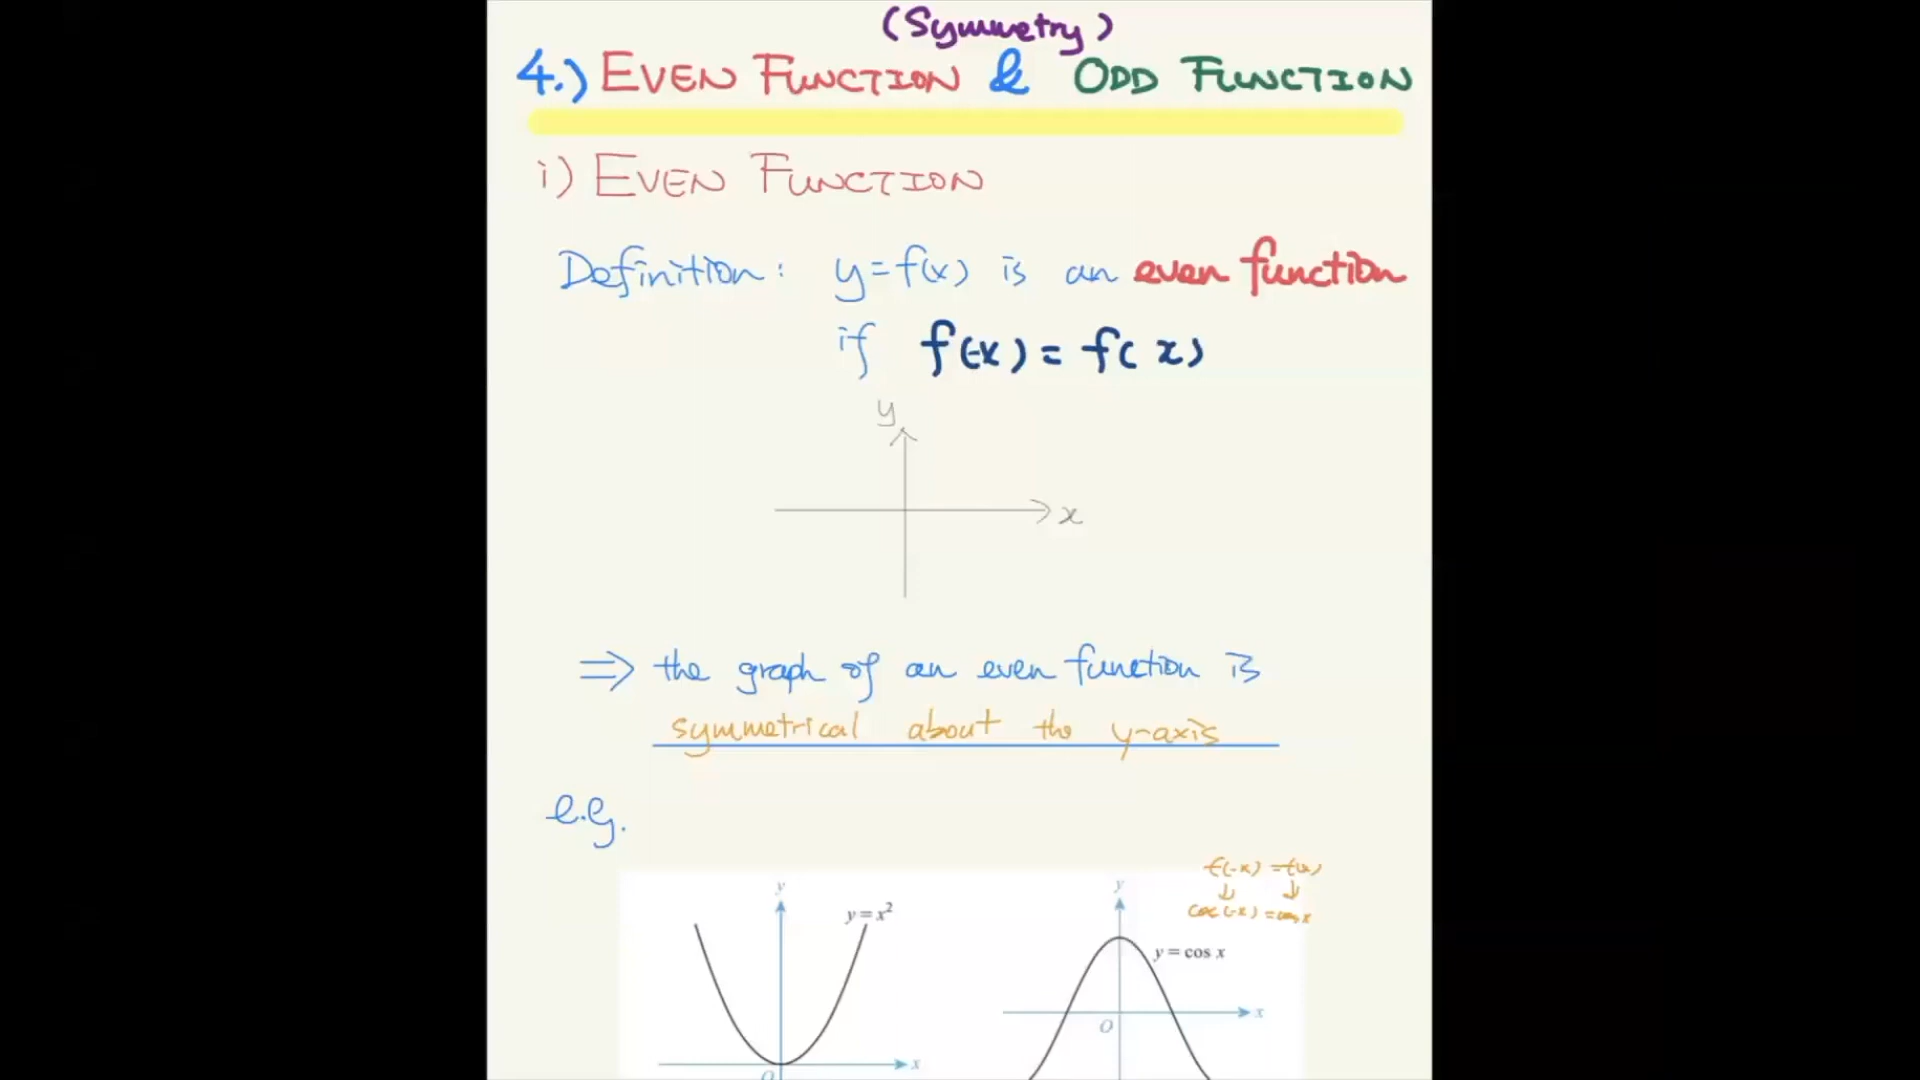 (Symmetry)
4.) EVEN FUNCTION & ODD FUNCTION
i) EVEN FUNCTION
Definition: y=f(x) is an even function
if f(-x) = f(x)
y
x
⇒ the graph of an even function is
symmetrical about the y-axis
e.g.
f(-x) = f(x)
↓ ↓
cos(-x) = cos x
y
y = x²
x
O
y
y = cos x
x
O